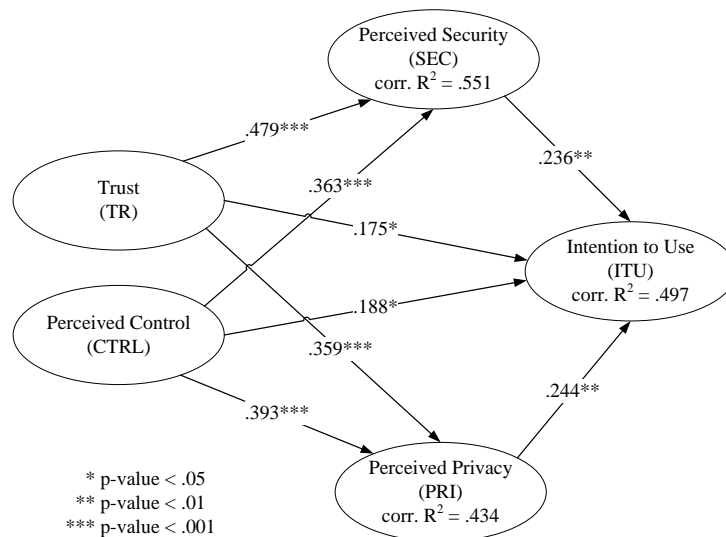 Perceived Security
(SEC)
corr. R² = .551
.479***
.236**
.363***
Trust
(TR)
.175*
Intention to Use
(ITU)
corr. R² = .497
.188*
Perceived Control
(CTRL)
.359***
.244**
.393***
Perceived Privacy
(PRI)
corr. R² = .434
* p-value < .05
** p-value < .01
*** p-value < .001